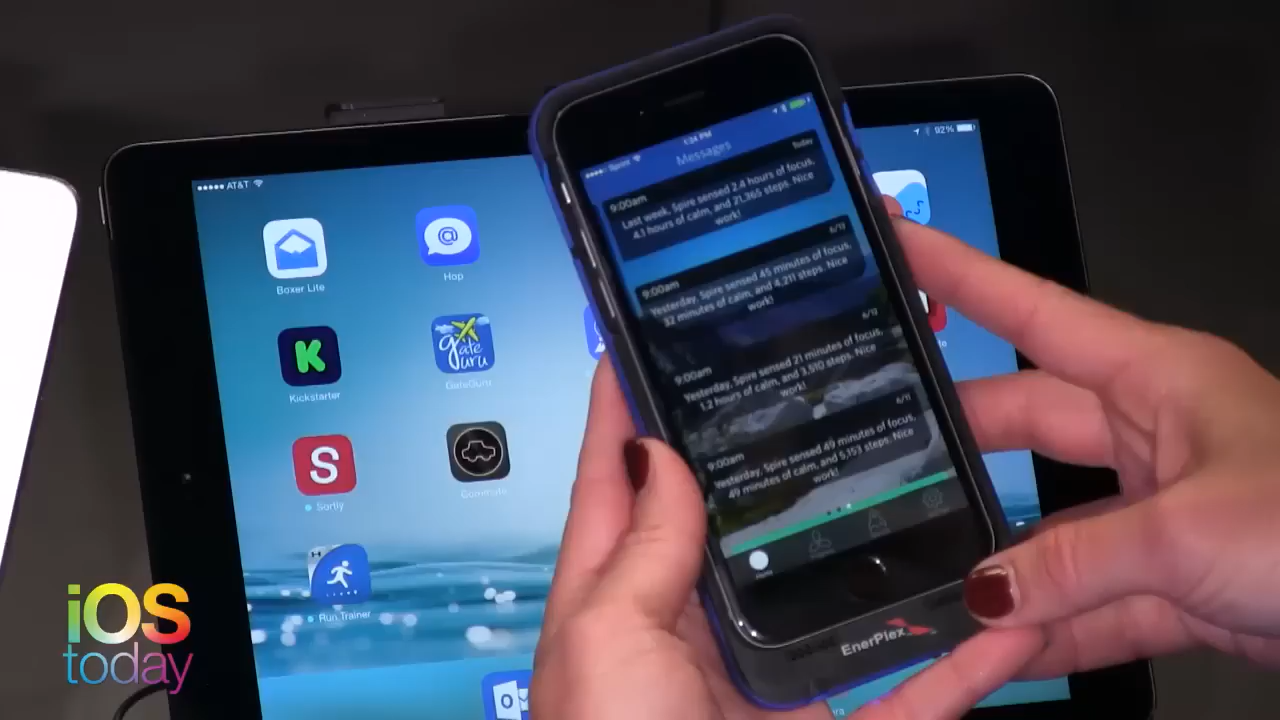 AT&T
92%
Boxer Lite
@
Hop
K
Kickstarter
gate
GURU
GateGuru
S
Sortly
Commute
Run Trainer
Sprint
1:34 PM
Messages
Today
9:00am
Last week, Spire sensed 2.4 hours of focus,
4.1 hours of calm, and 21,365 steps. Nice
work!
6/13
9:00am
Yesterday, Spire sensed 45 minutes of focus,
32 minutes of calm, and 4,211 steps. Nice
work!
6/12
9:00am
Yesterday, Spire sensed 21 minutes of focus,
1.2 hours of calm, and 3,510 steps. Nice
work!
6/11
9:00am
Yesterday, Spire sensed 49 minutes of focus,
49 minutes of calm, and 5,153 steps. Nice
work!
EnerPlex
iOS
today